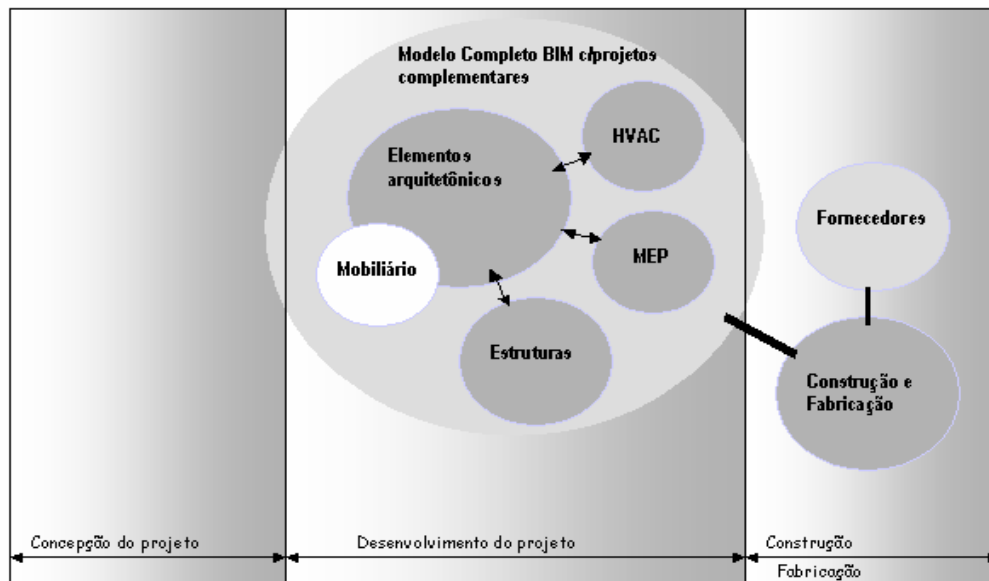 Modelo Completo BIM c/projetos
complementares
HVAC
Elementos
arquitetônicos
Fornecedores
MEP
Mobiliário
Estruturas
Construção e
Fabricação
Concepção do projeto
Desenvolvimento do projeto
Construção
Fabricação